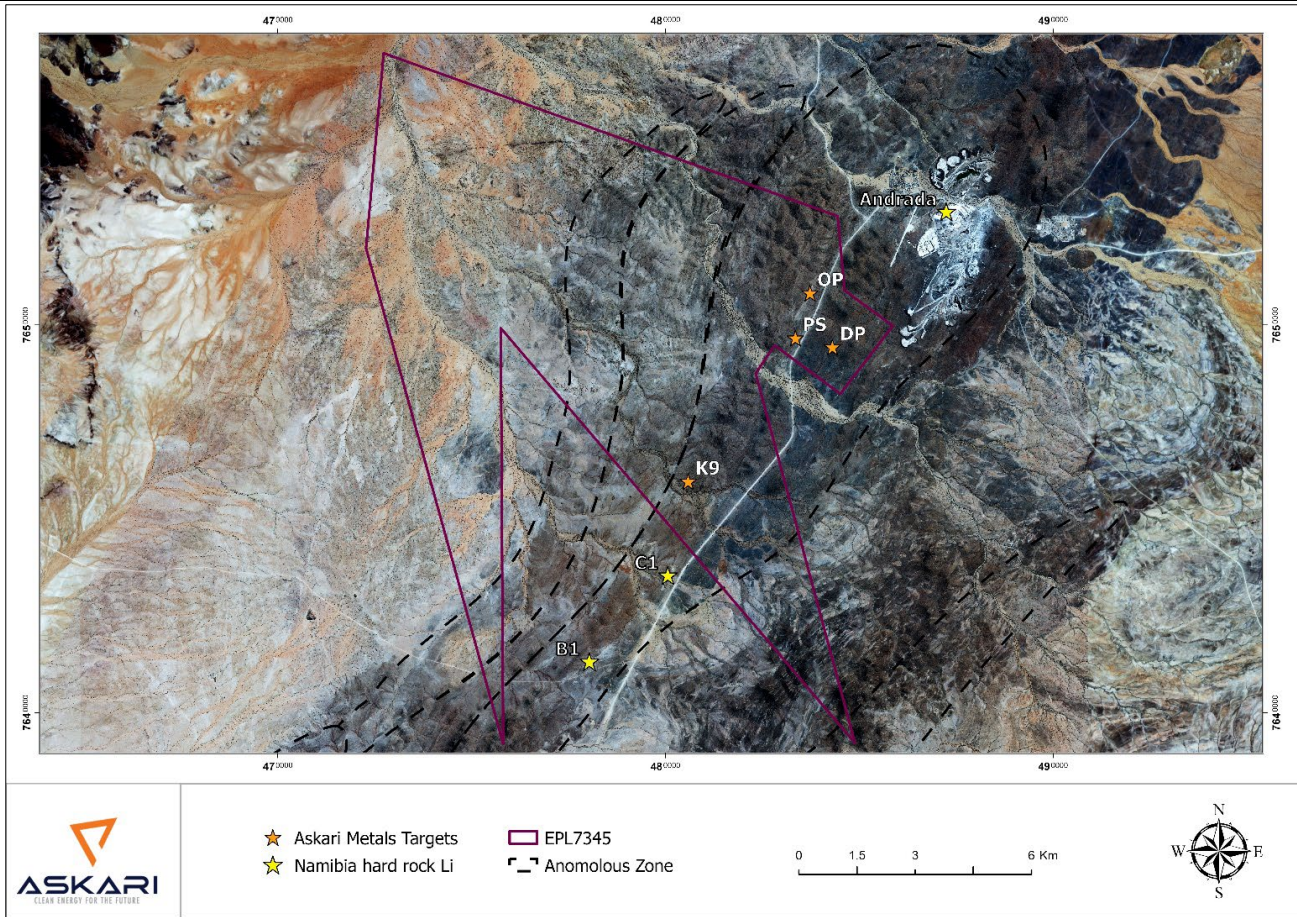 470000 480000 490000
Andrada
OP
7650000 7650000
PS
DP
K9
C1
B1
7640000 7640000
470000 480000 490000
ASKARI
CLEAN ENERGY FOR THE FUTURE
Askari Metals Targets
Namibia hard rock Li
EPL7345
Anomolous Zone
0 1.5 3 6 Km
N
W E
S